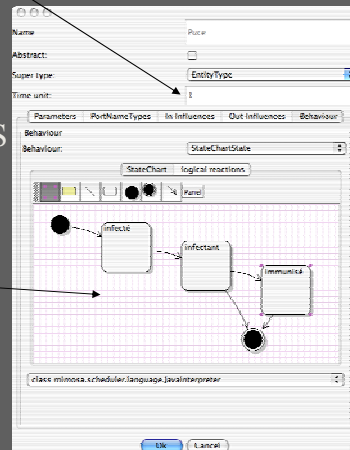 Name
Puce
Abstract:
Super type:
EntityType
Time unit:
1
Parameters
PortNameTypes
In Influences
Out Influences
Behaviour
s
Behaviour
Behaviour:
StateChartState
StateChart
logical reactions
Panel
infecté
infectant
immunisé
class mimosa.scheduler.language.JavaInterpreter
Ok
Cancel